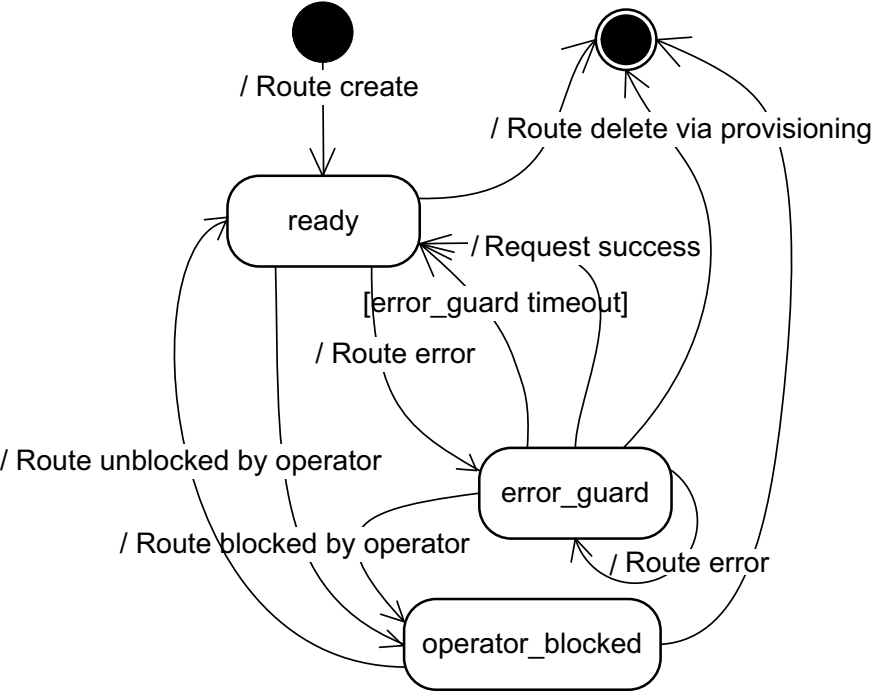 / Route create
/ Route delete via provisioning
ready
/ Request success
[error_guard timeout]
/ Route error
/ Route unblocked by operator
error_guard
/ Route blocked by operator
/ Route error
operator_blocked